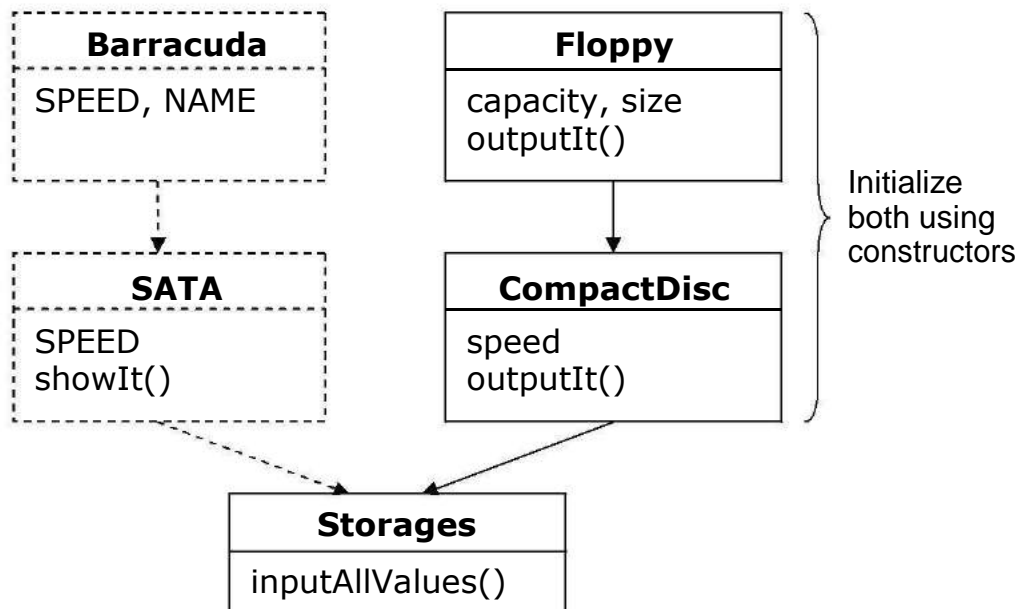 Barracuda
SPEED, NAME
Floppy
capacity, size
outputIt()
Initialize
both using
constructors
SATA
SPEED
showIt()
CompactDisc
speed
outputIt()
Storages
inputAllValues()